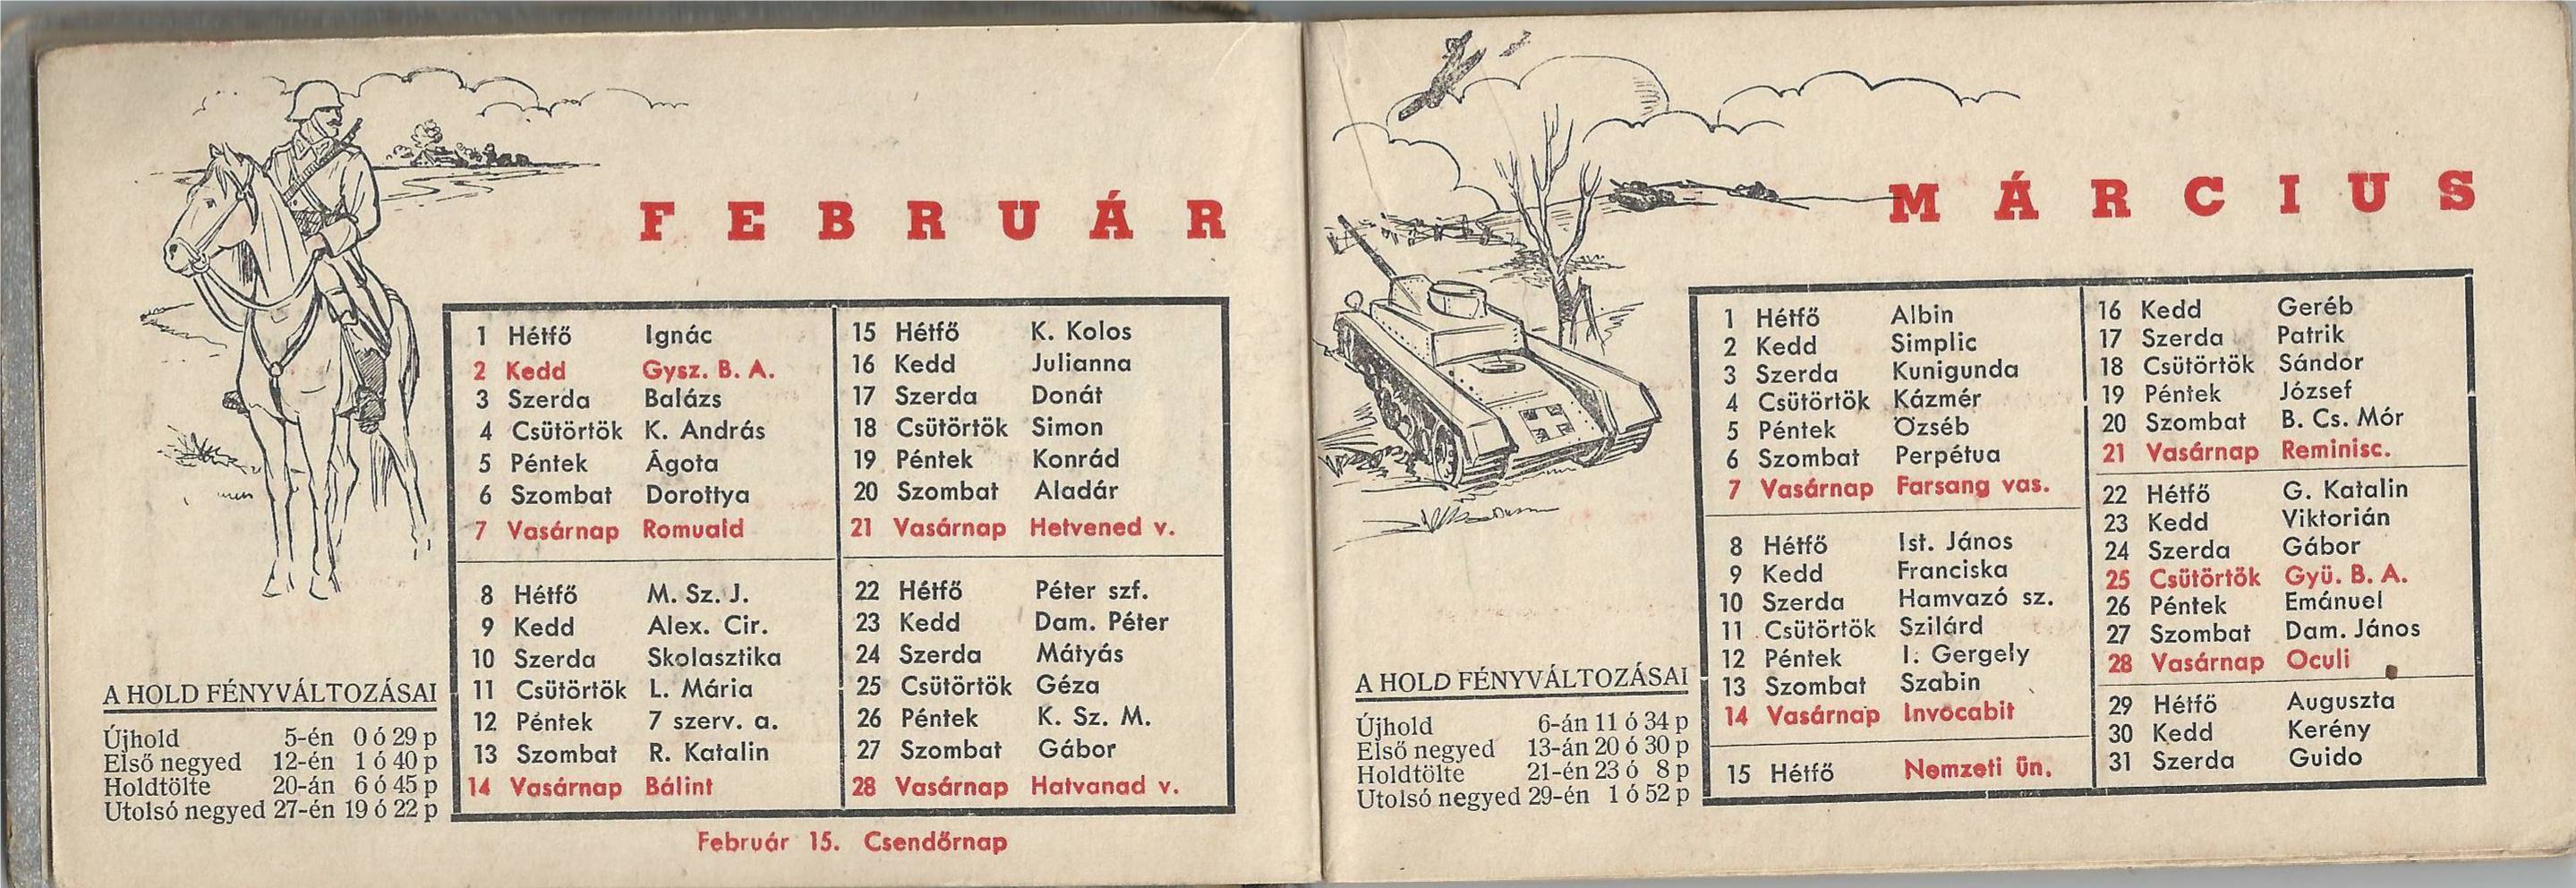 FEBRUÁR
1 Hétfő Ignác
2 Kedd Gysz. B. A.
3 Szerda Balázs
4 Csütörtök K. András
5 Péntek Ágota
6 Szombat Dorottya
7 Vasárnap Romuald
8 Hétfő M. Sz. J.
9 Kedd Alex. Cir.
10 Szerda Skolasztika
11 Csütörtök L. Mária
12 Péntek 7 szerv. a.
13 Szombat R. Katalin
14 Vasárnap Bálint
15 Hétfő K. Kolos
16 Kedd Julianna
17 Szerda Donát
18 Csütörtök Simon
19 Péntek Konrád
20 Szombat Aladár
21 Vasárnap Hetvened v.
22 Hétfő Péter szf.
23 Kedd Dam. Péter
24 Szerda Mátyás
25 Csütörtök Géza
26 Péntek K. Sz. M.
27 Szombat Gábor
28 Vasárnap Hatvanad v.
A HOLD FÉNYVÁLTOZÁSAI
Újhold 5-én 0 ó 29 p
Első negyed 12-én 1 ó 40 p
Holdtölte 20-án 6 ó 45 p
Utolsó negyed 27-én 19 ó 22 p
Február 15. Csendőrnap
MÁRCIUS
1 Hétfő Albin
2 Kedd Simplic
3 Szerda Kunigunda
4 Csütörtök Kázmér
5 Péntek Özséb
6 Szombat Perpétua
7 Vasárnap Farsang vas.
8 Hétfő Ist. János
9 Kedd Franciska
10 Szerda Hamvazó sz.
11 Csütörtök Szilárd
12 Péntek I. Gergely
13 Szombat Szabin
14 Vasárnap Invocabit
15 Hétfő Nemzeti ün.
16 Kedd Geréb
17 Szerda Patrik
18 Csütörtök Sándor
19 Péntek József
20 Szombat B. Cs. Mór
21 Vasárnap Reminisc.
22 Hétfő G. Katalin
23 Kedd Viktorián
24 Szerda Gábor
25 Csütörtök Gyü. B. A.
26 Péntek Emánuel
27 Szombat Dam. János
28 Vasárnap Oculi
29 Hétfő Auguszta
30 Kedd Kerény
31 Szerda Guido
A HOLD FÉNYVÁLTOZÁSAI
Újhold 6-án 11 ó 34 p
Első negyed 13-án 20 ó 30 p
Holdtölte 21-én 23 ó 8 p
Utolsó negyed 29-én 1 ó 52 p